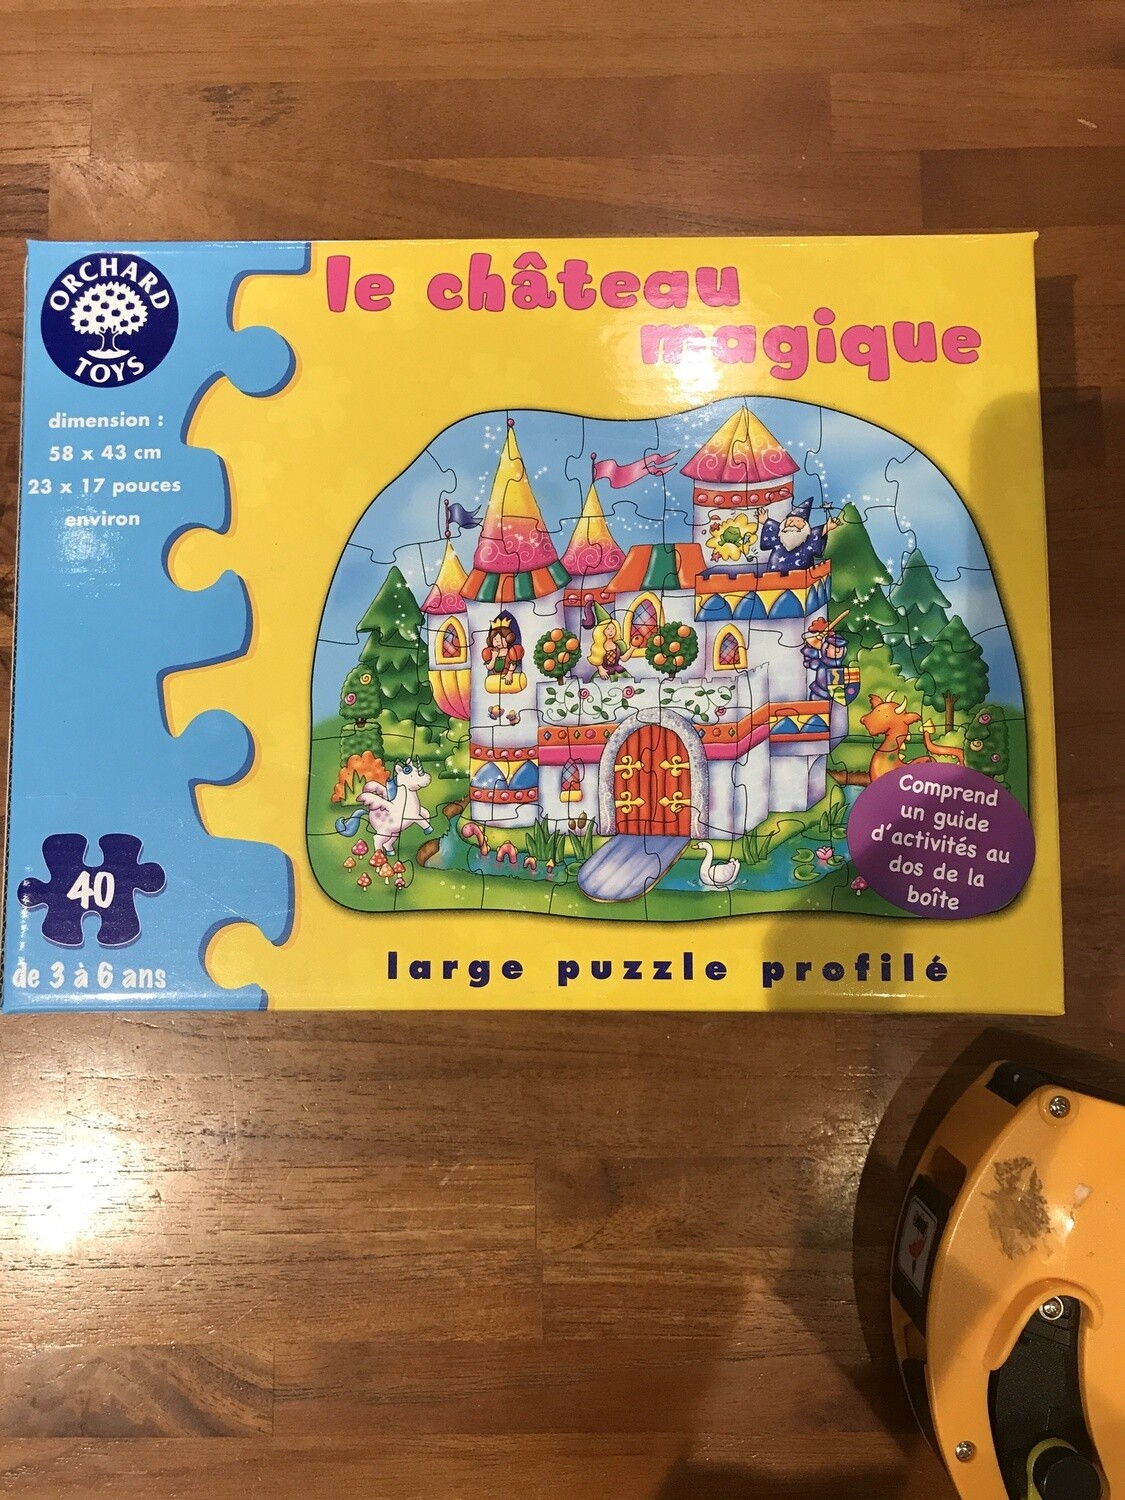 ORCHARD
TOYS
le château
magique
dimension :
58 x 43 cm
23 x 17 pouces
environ
Comprend
un guide
d'activités au
dos de la
boîte
40
de 3 à 6 ans
large puzzle profilé